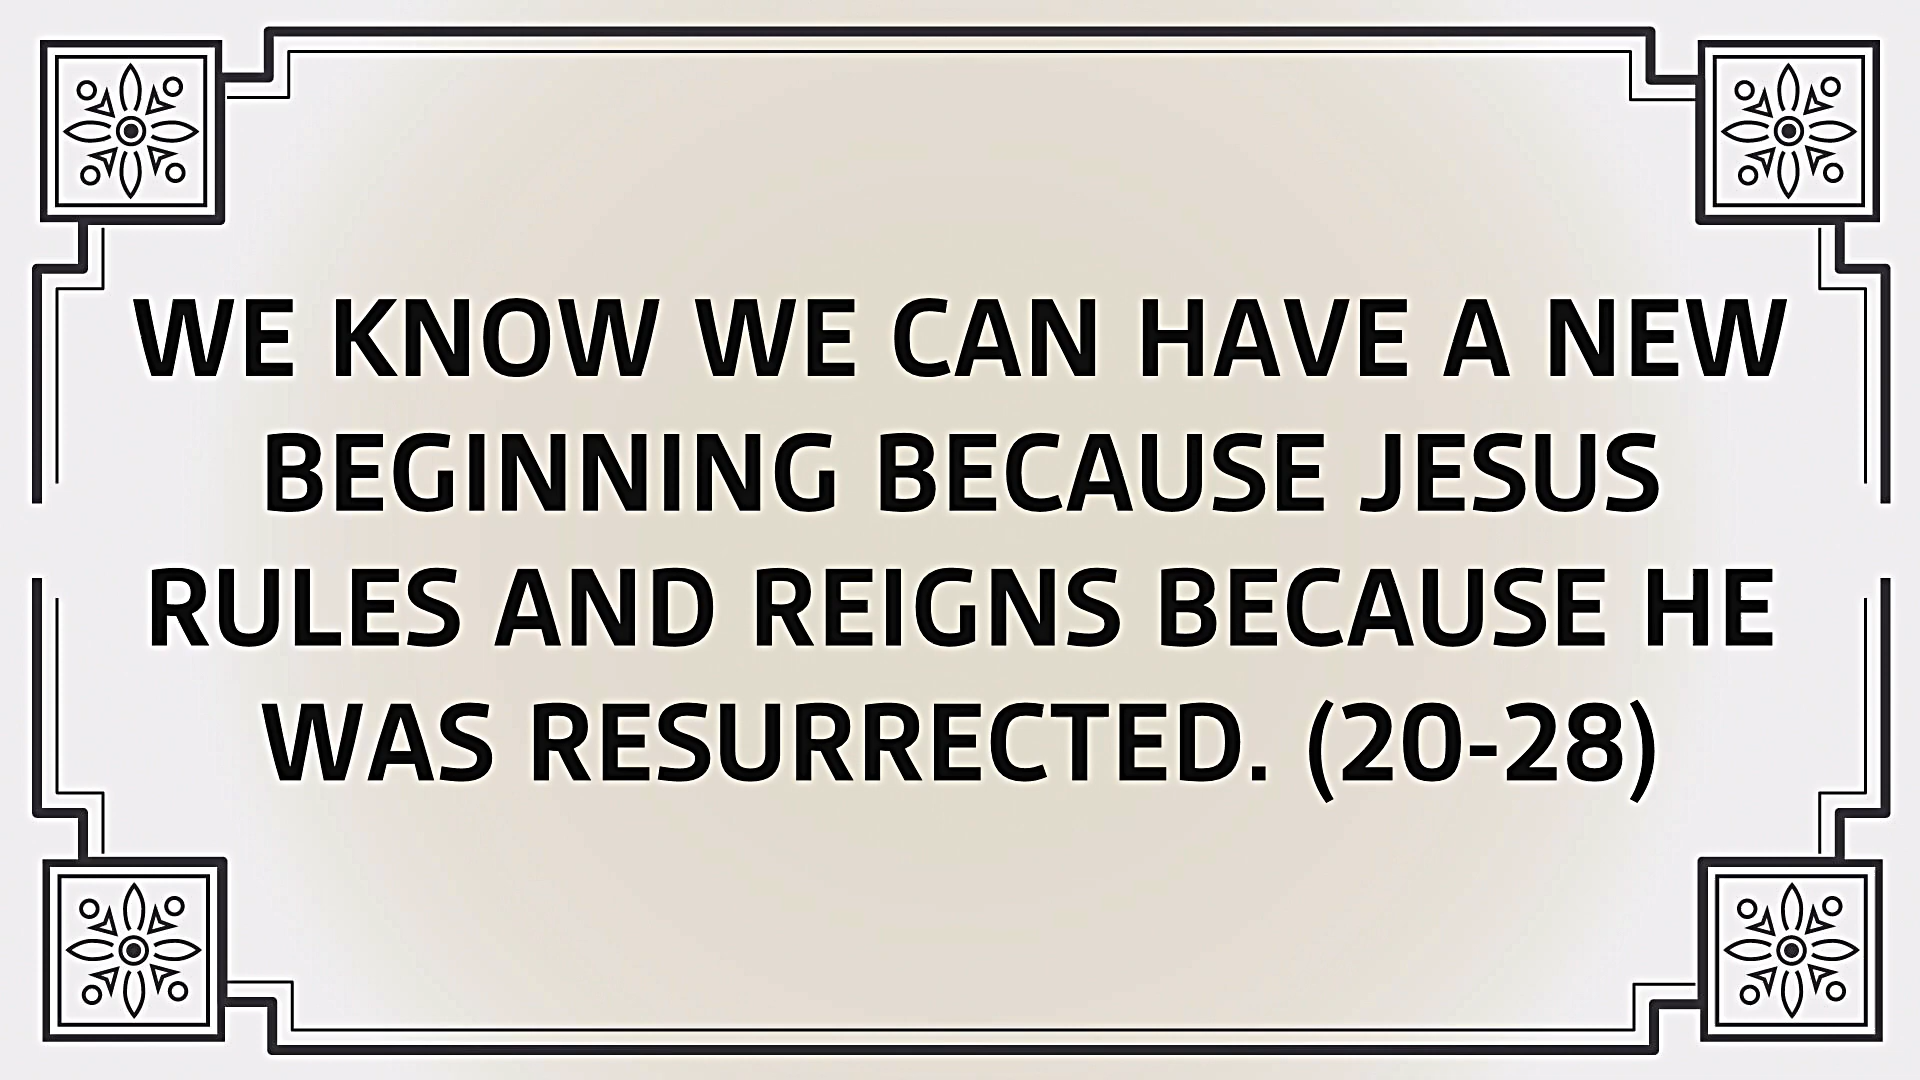 WE KNOW WE CAN HAVE A NEW
BEGINNING BECAUSE JESUS
RULES AND REIGNS BECAUSE HE
WAS RESURRECTED. (20-28)